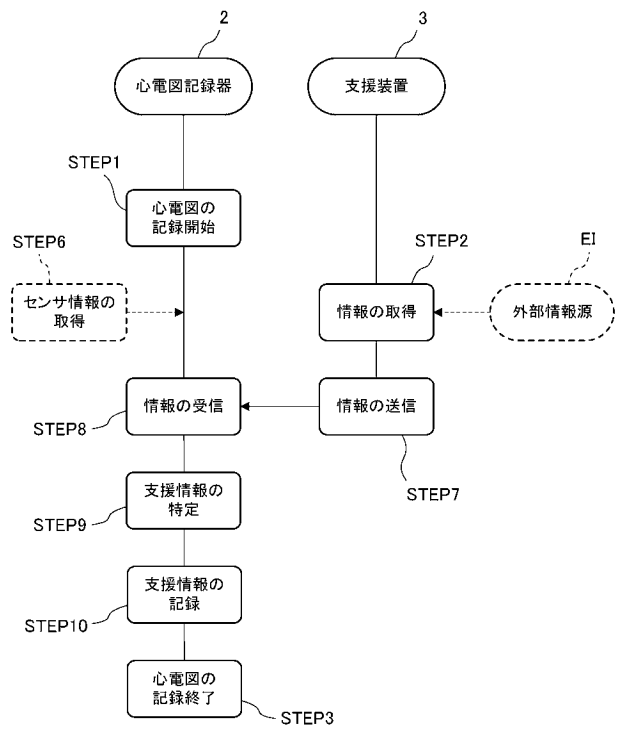 2
3
心電図記録器
支援装置
STEP1
心電図の
記録開始
STEP6
センサ情報の
取得
STEP2
EI
情報の取得
外部情報源
情報の受信
情報の送信
STEP8
STEP7
支援情報の
特定
STEP9
支援情報の
記録
STEP10
心電図の
記録終了
STEP3